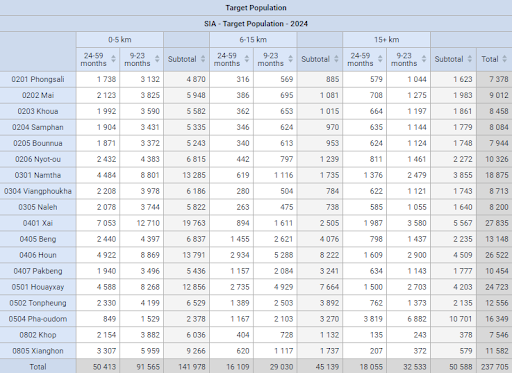 Target Population
SIA - Target Population - 2024
0-5 km 6-15 km 15+ km
24-59 months 9-23 months Subtotal 24-59 months 9-23 months Subtotal 24-59 months 9-23 months Subtotal Total
0201 Phongsali 1 738 3 132 4 870 316 569 885 579 1 044 1 623 7 378
0202 Mai 2 123 3 825 5 948 386 695 1 081 708 1 275 1 983 9 012
0203 Khoua 1 992 3 590 5 582 362 653 1 015 664 1 197 1 861 8 458
0204 Samphan 1 904 3 431 5 335 346 624 970 635 1 144 1 779 8 084
0205 Bounnua 1 871 3 372 5 243 340 613 953 624 1 124 1 748 7 944
0206 Nyot-ou 2 432 4 383 6 815 442 797 1 239 811 1 461 2 272 10 326
0301 Namtha 4 484 8 801 13 285 619 1 116 1 735 1 376 2 479 3 855 18 875
0304 Viangphoukha 2 208 3 978 6 186 280 504 784 622 1 121 1 743 8 713
0305 Naleh 2 078 3 744 5 822 263 475 738 585 1 055 1 640 8 200
0401 Xai 7 053 12 710 19 763 894 1 611 2 505 1 987 3 580 5 567 27 835
0405 Beng 2 440 4 397 6 837 1 455 2 621 4 076 798 1 437 2 235 13 148
0406 Houn 4 922 8 869 13 791 2 934 5 288 8 222 1 609 2 900 4 509 26 522
0407 Pakbeng 1 940 3 496 5 436 1 157 2 084 3 241 634 1 143 1 777 10 454
0501 Houayxay 4 588 8 268 12 856 2 735 4 929 7 664 1 500 2 703 4 203 24 723
0502 Tonpheung 2 330 4 199 6 529 1 389 2 503 3 892 762 1 373 2 135 12 556
0504 Pha-oudom 849 1 529 2 378 1 167 2 103 3 270 3 819 6 882 10 701 16 349
0802 Khop 2 154 3 882 6 036 404 728 1 132 135 243 378 7 546
0805 Xianghon 3 307 5 959 9 266 620 1 117 1 737 207 372 579 11 582
Total 50 413 91 565 141 978 16 109 29 030 45 139 18 055 32 533 50 588 237 705